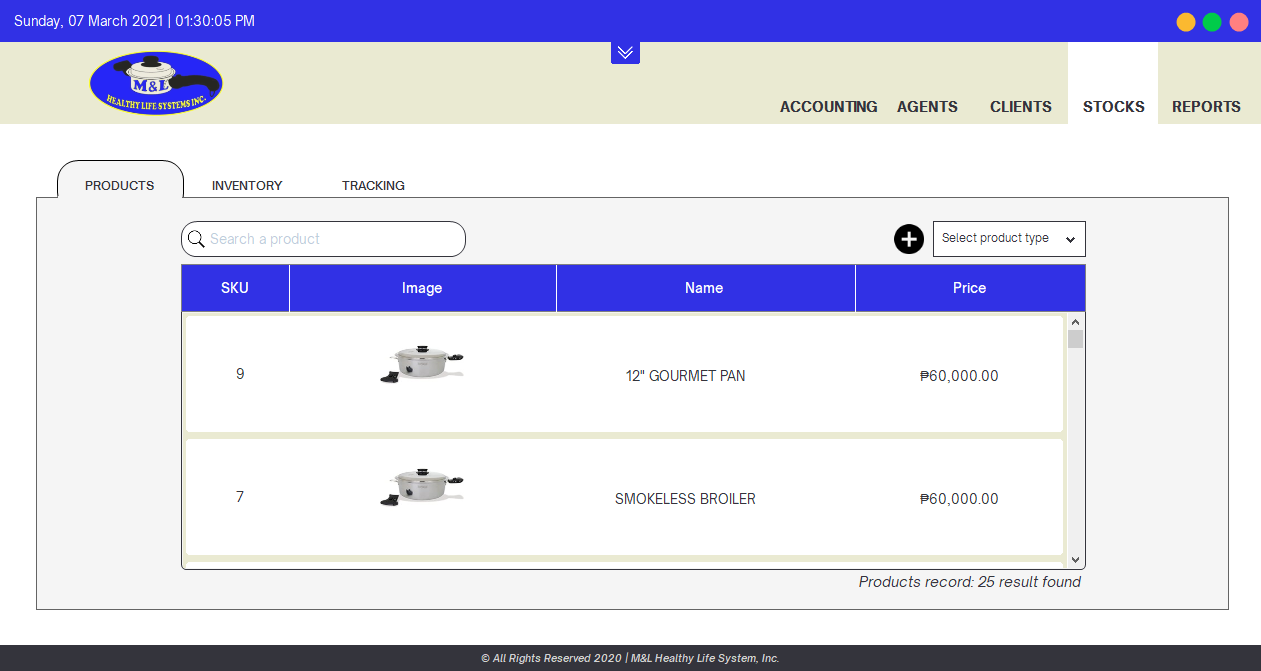 Sunday, 07 March 2021 | 01:30:05 PM
M&L
HEALTHY LIFE SYSTEMS INC.
ACCOUNTING AGENTS CLIENTS STOCKS REPORTS
PRODUCTS INVENTORY TRACKING
Search a product
Select product type
SKU Image Name Price
9 12" GOURMET PAN ₱60,000.00
7 SMOKELESS BROILER ₱60,000.00
Products record: 25 result found
© All Rights Reserved 2020 | M&L Healthy Life System, Inc.